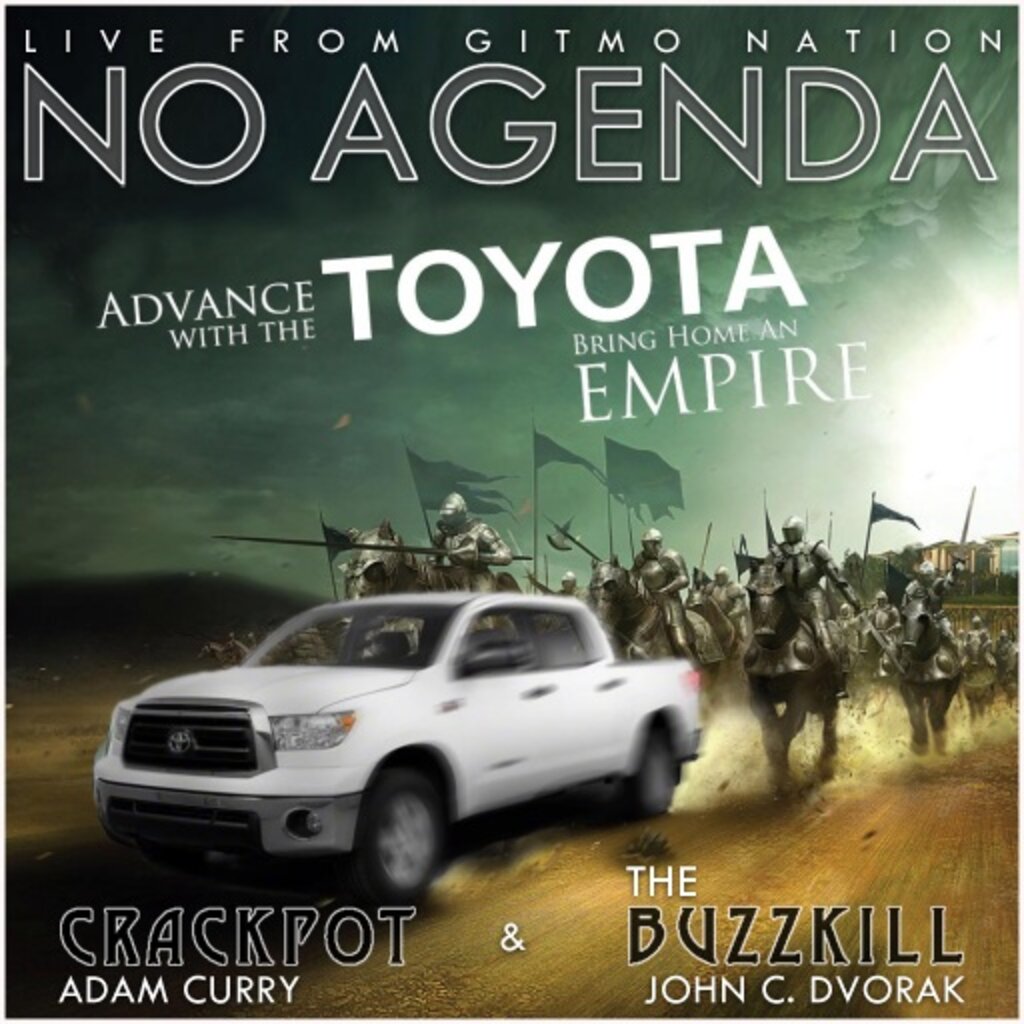 LIVE FROM GITMO NATION
NO AGENDA
ADVANCE
WITH THE
TOYOTA
BRING HOME AN
EMPIRE
CRACKPOT
ADAM CURRY
&
THE
BUZZKILL
JOHN C. DVORAK